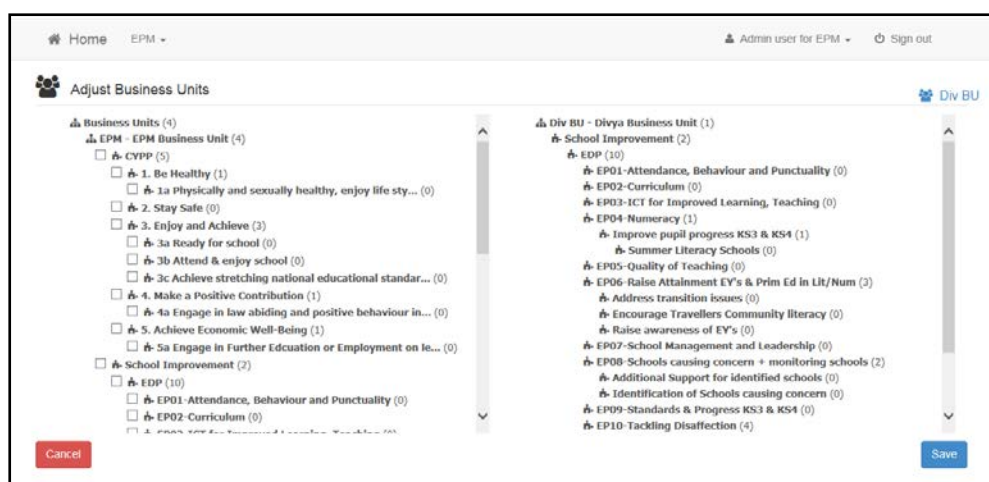 Home EPM Admin user for EPM Sign out
Adjust Business Units
Div BU
Business Units (4)
EPM - EPM Business Unit (4)
CYPP (5)
1. Be Healthy (1)
1a Physically and sexually healthy, enjoy life sty... (0)
2. Stay Safe (0)
3. Enjoy and Achieve (3)
3a Ready for school (0)
3b Attend & enjoy school (0)
3c Achieve stretching national educational standar... (0)
4. Make a Positive Contribution (1)
4a Engage in law abiding and positive behaviour in... (0)
5. Achieve Economic Well-Being (1)
5a Engage in Further Edcuation or Employment on le... (0)
School Improvement (2)
EDP (10)
EP01-Attendance, Behaviour and Punctuality (0)
EP02-Curriculum (0)
EP03-ICT for Improved Learning, Teaching (0)
Div BU - Divya Business Unit (1)
School Improvement (2)
EDP (10)
EP01-Attendance, Behaviour and Punctuality (0)
EP02-Curriculum (0)
EP03-ICT for Improved Learning, Teaching (0)
EP04-Numeracy (1)
Improve pupil progress KS3 & KS4 (1)
Summer Literacy Schools (0)
EP05-Quality of Teaching (0)
EP06-Raise Attainment EY's & Prim Ed in Lit/Num (3)
Address transition issues (0)
Encourage Travellers Community literacy (0)
Raise awareness of EY's (0)
EP07-School Management and Leadership (0)
EP08-Schools causing concern + monitoring schools (2)
Additional Support for identified schools (0)
Identification of Schools causing concern (0)
EP09-Standards & Progress KS3 & KS4 (0)
EP10-Tackling Disaffection (4)
Cancel
Save